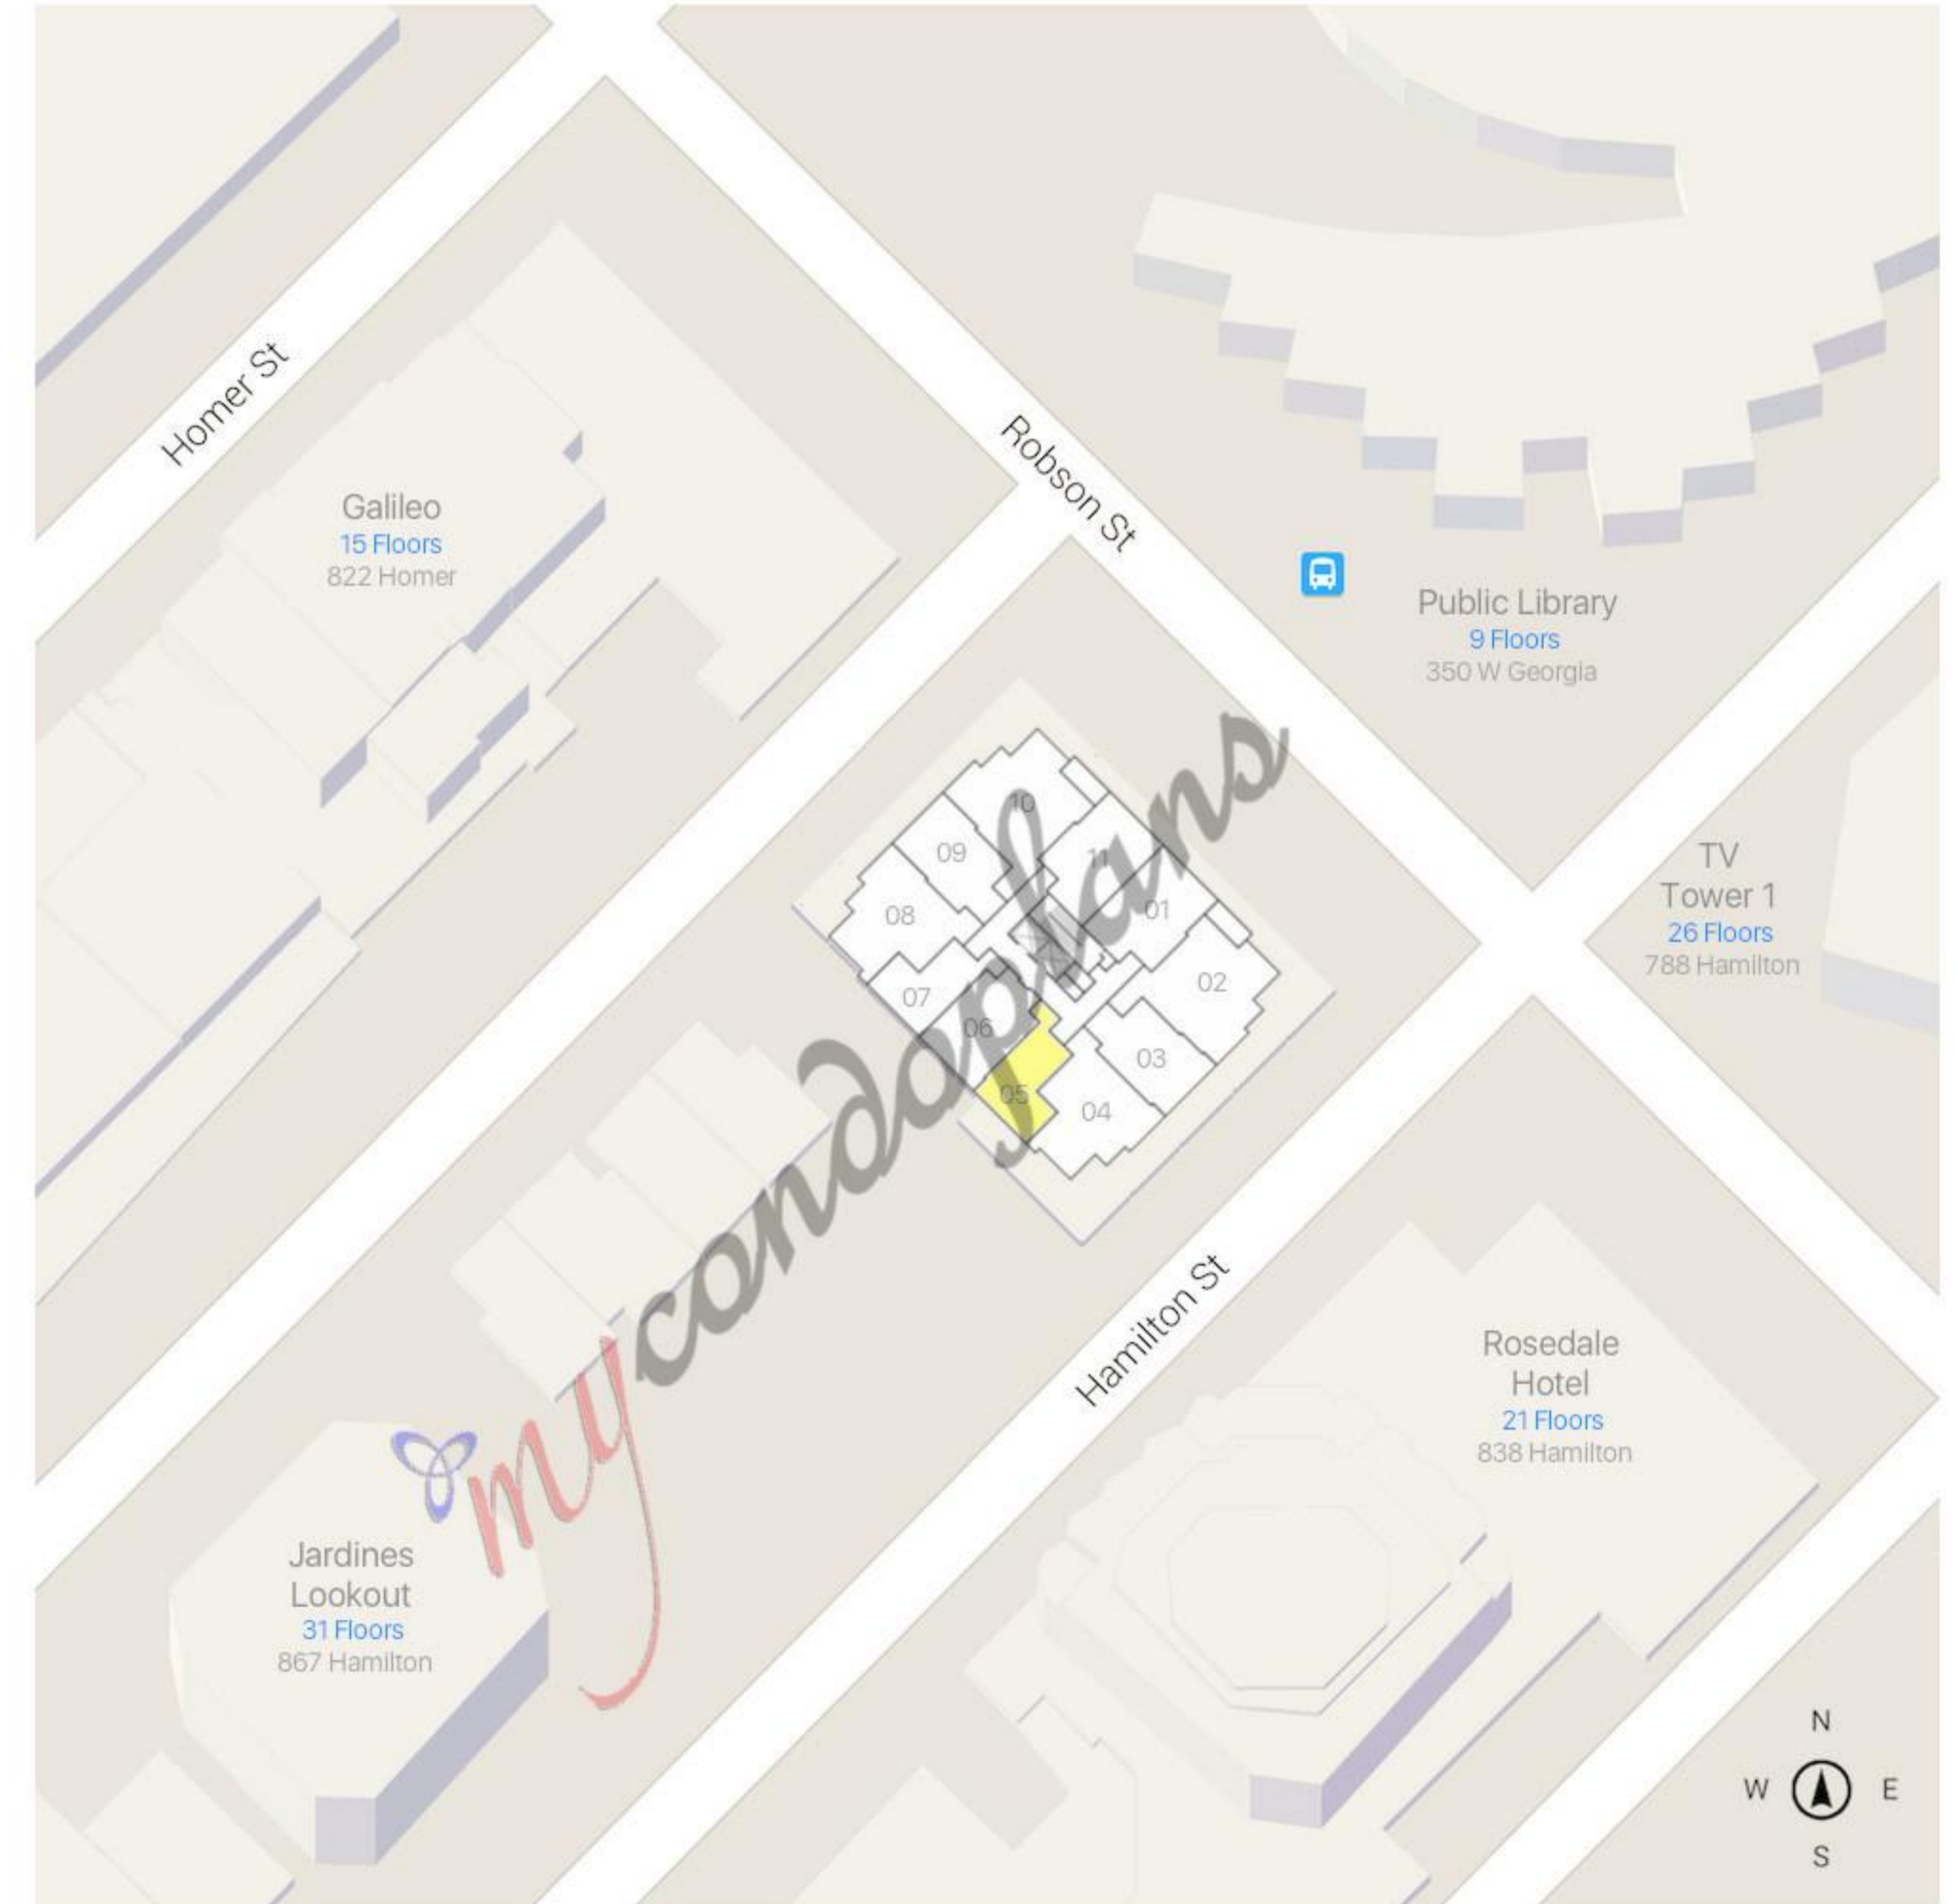 Homer St
Robson St
Galileo
15 Floors
822 Homer
Public Library
9 Floors
350 W Georgia
10
09
11
TV
Tower 1
26 Floors
788 Hamilton
08
01
02
07
06
03
05
04
mycondoplans
Hamilton St
Rosedale
Hotel
21 Floors
838 Hamilton
Jardines
Lookout
31 Floors
867 Hamilton
N
W
E
S